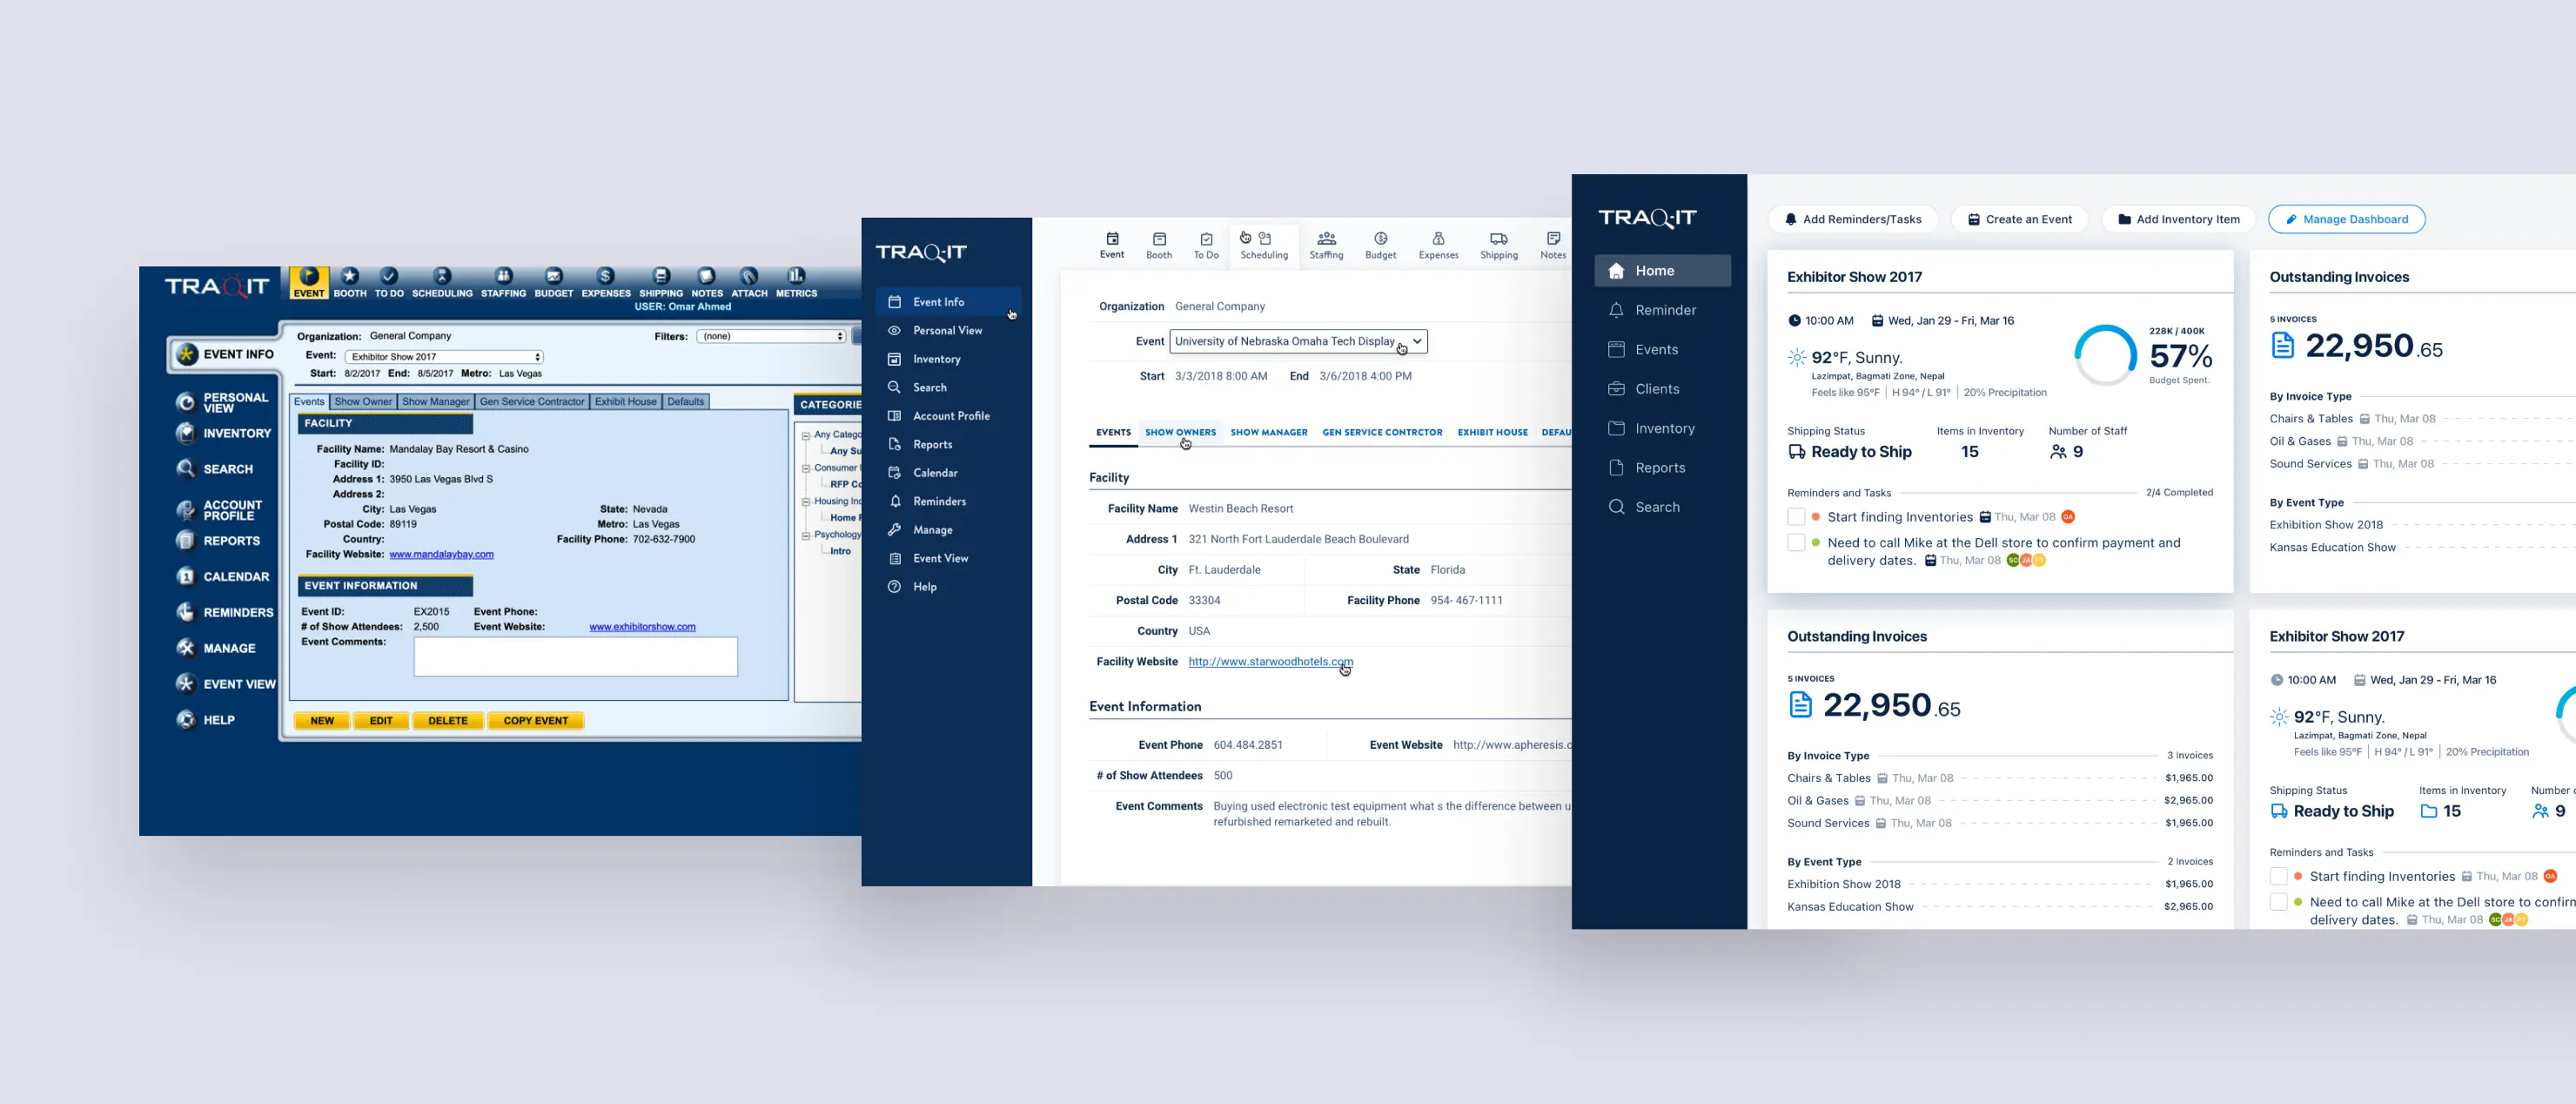 TRAQ-IT
EVENT BOOTH TO DO SCHEDULING STAFFING BUDGET EXPENSES SHIPPING NOTES ATTACH METRICS
USER: Omar Ahmed
EVENT INFO
PERSONAL VIEW
INVENTORY
SEARCH
ACCOUNT PROFILE
REPORTS
CALENDAR
REMINDERS
MANAGE
EVENT VIEW
HELP
Organization: General Company Filters: (none)
Event: Exhibitor Show 2017
Start: 8/2/2017 End: 8/5/2017 Metro: Las Vegas
Events Show Owner Show Manager Gen Service Contractor Exhibit House Defaults
FACILITY
Facility Name: Mandalay Bay Resort & Casino
Facility ID:
Address 1: 3950 Las Vegas Blvd S
Address 2:
City: Las Vegas State: Nevada
Postal Code: 89119 Metro: Las Vegas
Country: Facility Phone: 702-632-7900
Facility Website: www.mandalaybay.com
EVENT INFORMATION
Event ID: EX2015 Event Phone:
# of Show Attendees: 2,500 Event Website: www.exhibitorshow.com
Event Comments:
NEW EDIT DELETE COPY EVENT
CATEGORIE
Any Catego
Any Su
Consumer
RFP Co
Housing Inc
Home F
Psychology
Intro
TRAQ-IT
Event Info
Personal View
Inventory
Search
Account Profile
Reports
Calendar
Reminders
Manage
Event View
Help
Event Booth To Do Scheduling Staffing Budget Expenses Shipping Notes
Organization General Company
Event University of Nebraska Omaha Tech Display
Start 3/3/2018 8:00 AM End 3/6/2018 4:00 PM
EVENTS SHOW OWNERS SHOW MANAGER GEN SERVICE CONTRCTOR EXHIBIT HOUSE DEFAU
Facility
Facility Name Westin Beach Resort
Address 1 321 North Fort Lauderdale Beach Boulevard
City Ft. Lauderdale State Florida
Postal Code 33304 Facility Phone 954- 467-1111
Country USA
Facility Website http://www.starwoodhotels.com
Event Information
Event Phone 604.484.2851 Event Website http://www.apheresis.c
# of Show Attendees 500
Event Comments Buying used electronic test equipment what s the difference between u
refurbished remarketed and rebuilt.
TRAQ-IT
Home
Reminder
Events
Clients
Inventory
Reports
Search
Add Reminders/Tasks Create an Event Add Inventory Item Manage Dashboard
Exhibitor Show 2017
10:00 AM Wed, Jan 29 - Fri, Mar 16
92°F, Sunny.
Lazimpat, Bagmati Zone, Nepal
Feels like 95°F | H 94° / L 91° | 20% Precipitation
228K / 400K
57%
Budget Spent.
Shipping Status Items in Inventory Number of Staff
Ready to Ship 15 9
Reminders and Tasks 2/4 Completed
Start finding Inventories Thu, Mar 08 OA
Need to call Mike at the Dell store to confirm payment and
delivery dates. Thu, Mar 08 SC JA PT
Outstanding Invoices
5 INVOICES
22,950.65
By Invoice Type
Chairs & Tables Thu, Mar 08
Oil & Gases Thu, Mar 08
Sound Services Thu, Mar 08
By Event Type
Exhibition Show 2018
Kansas Education Show
Outstanding Invoices
5 INVOICES
22,950.65
By Invoice Type 3 Invoices
Chairs & Tables Thu, Mar 08 $1,965.00
Oil & Gases Thu, Mar 08 $2,965.00
Sound Services Thu, Mar 08 $1,965.00
By Event Type 2 Invoices
Exhibition Show 2018 $1,965.00
Kansas Education Show $2,965.00
Exhibitor Show 2017
10:00 AM Wed, Jan 29 - Fri, Mar 16
92°F, Sunny.
Lazimpat, Bagmati Zone, Nepal
Feels like 95°F | H 94° / L 91° | 20% Precipitation
Shipping Status Items in Inventory Number
Ready to Ship 15 9
Reminders and Tasks
Start finding Inventories Thu, Mar 08 OA
Need to call Mike at the Dell store to confirm
delivery dates. Thu, Mar 08 SC JA PT